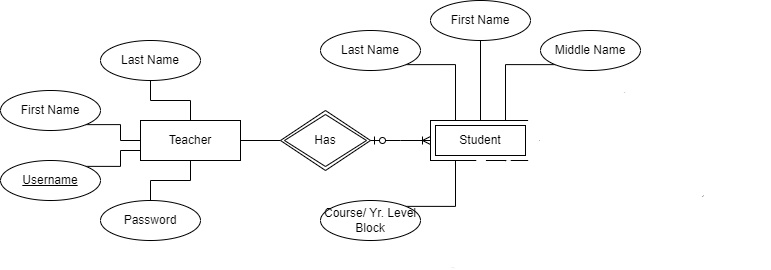 First Name
Last Name
Middle Name
Last Name
First Name
Teacher
Has
Student
Username
Password
Course/ Yr. Level
Block